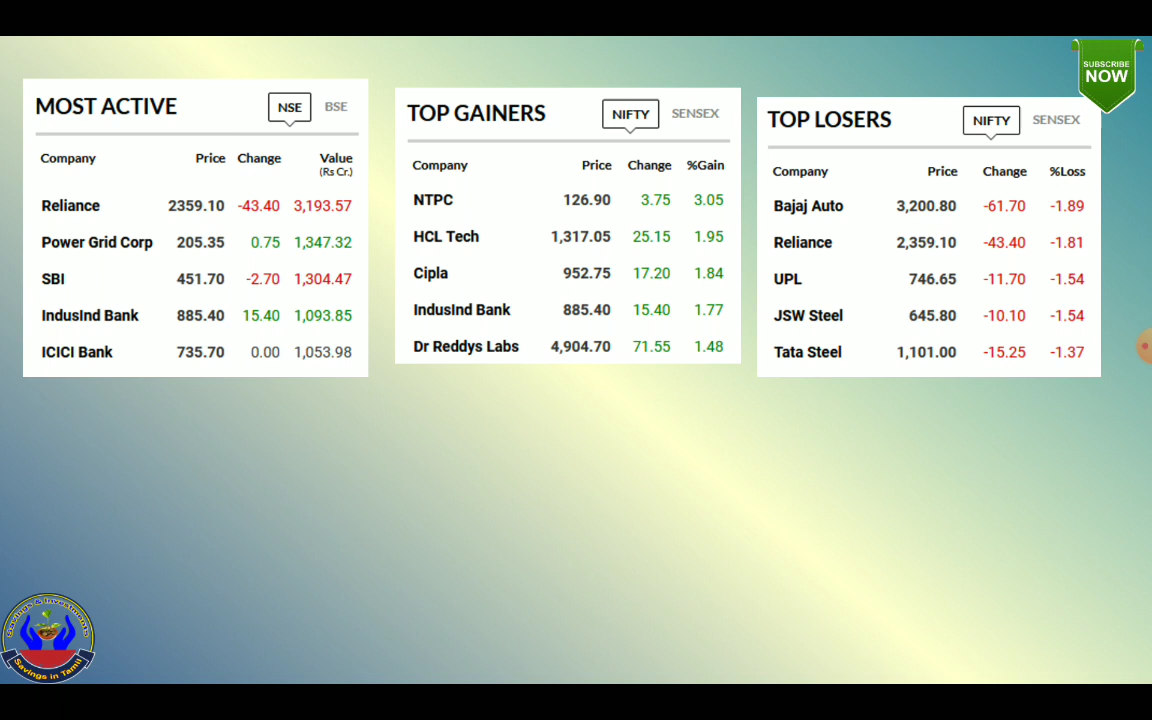 SUBSCRIBE
NOW
MOST ACTIVE NSE BSE
Company Price Change Value
(Rs Cr.)
Reliance 2359.10 -43.40 3,193.57
Power Grid Corp 205.35 0.75 1,347.32
SBI 451.70 -2.70 1,304.47
IndusInd Bank 885.40 15.40 1,093.85
ICICI Bank 735.70 0.00 1,053.98
TOP GAINERS NIFTY SENSEX
Company Price Change %Gain
NTPC 126.90 3.75 3.05
HCL Tech 1,317.05 25.15 1.95
Cipla 952.75 17.20 1.84
IndusInd Bank 885.40 15.40 1.77
Dr Reddys Labs 4,904.70 71.55 1.48
TOP LOSERS NIFTY SENSEX
Company Price Change %Loss
Bajaj Auto 3,200.80 -61.70 -1.89
Reliance 2,359.10 -43.40 -1.81
UPL 746.65 -11.70 -1.54
JSW Steel 645.80 -10.10 -1.54
Tata Steel 1,101.00 -15.25 -1.37
Savings & Investments
Savings in Tamil